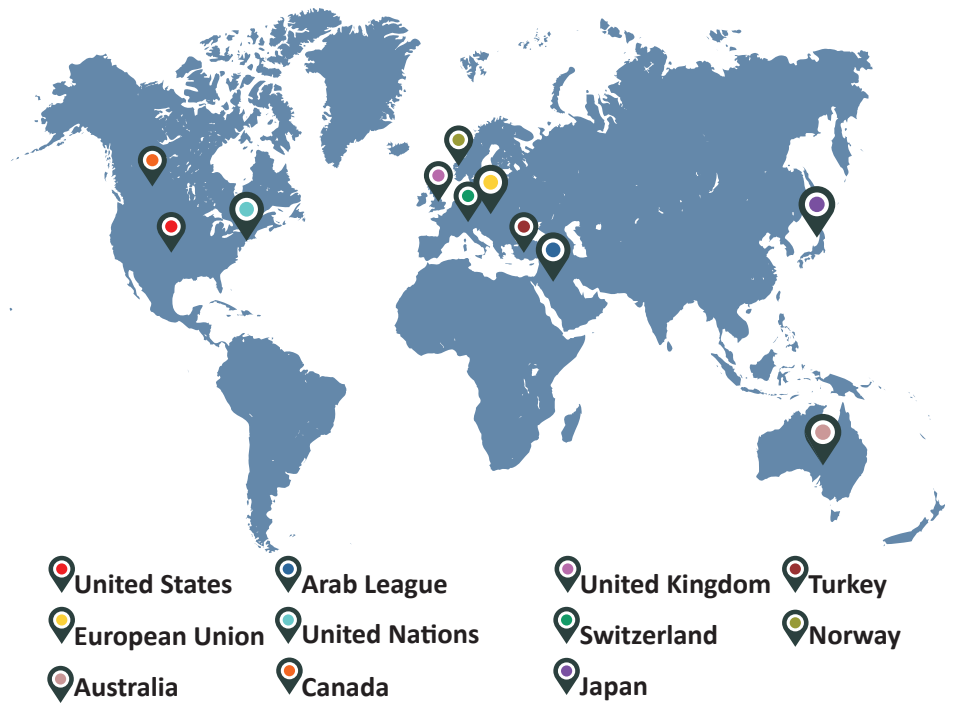 United States
Arab League
United Kingdom
Turkey
European Union
United Nations
Switzerland
Norway
Australia
Canada
Japan